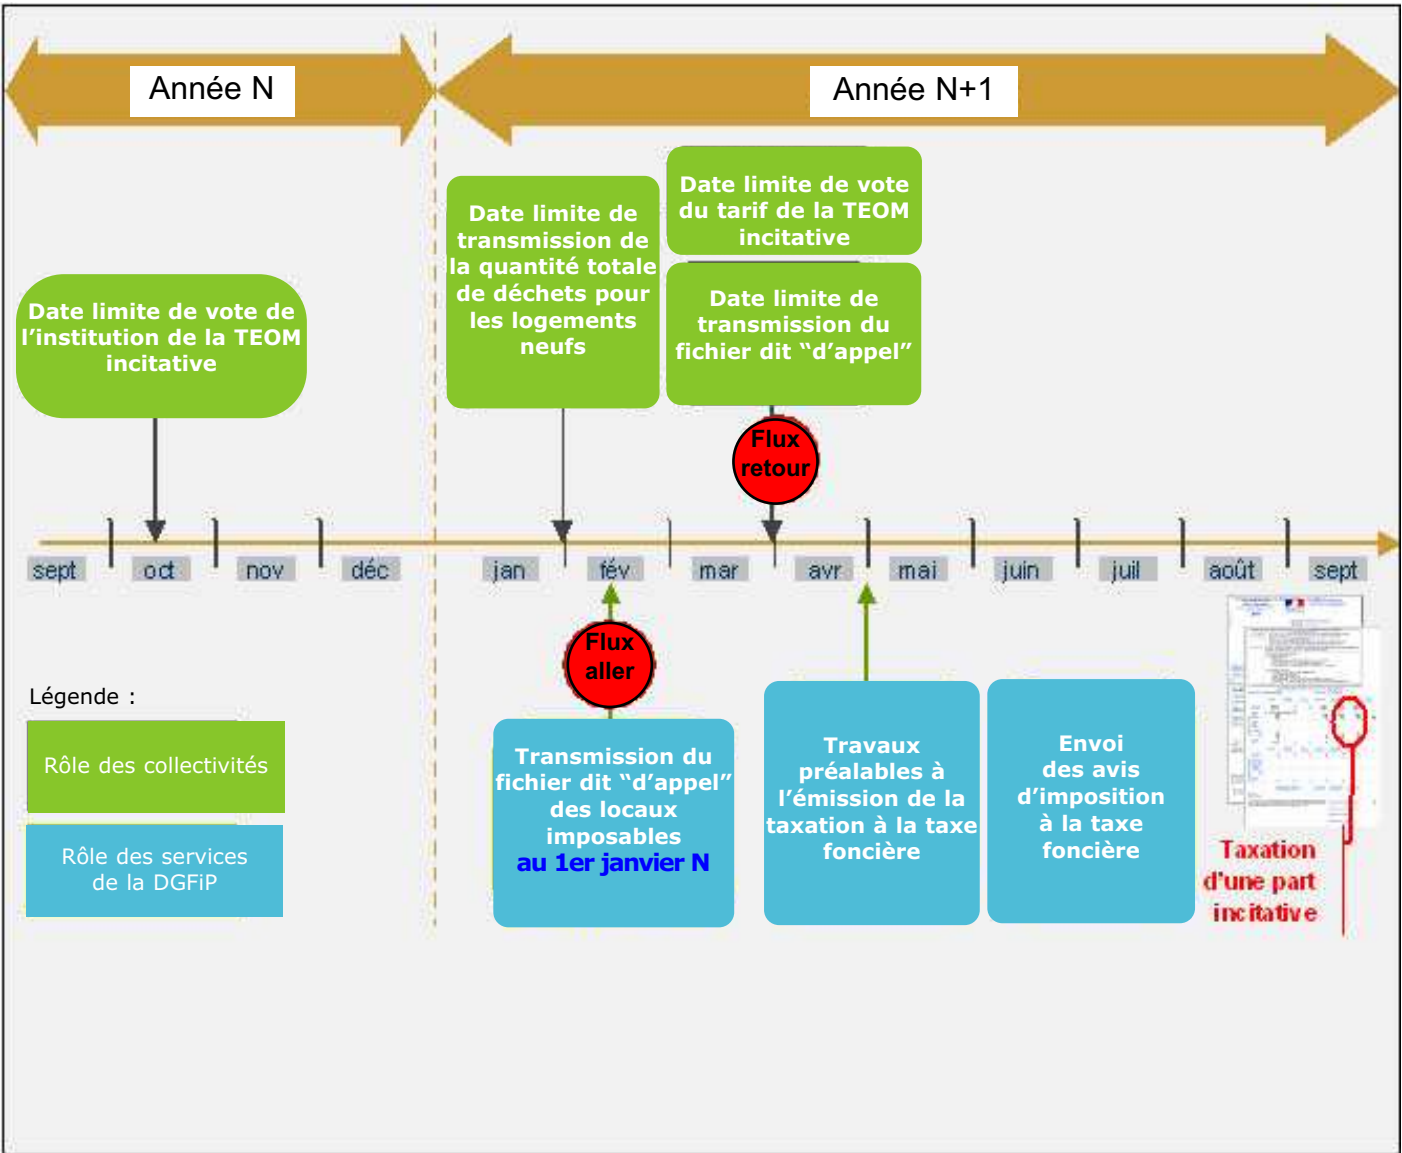 Année N
Année N+1
Date limite de vote de
l’institution de la TEOM
incitative
Date limite de
transmission de
la quantité totale
de déchets pour
les logements
neufs
Date limite de vote
du tarif de la TEOM
incitative
Date limite de
transmission du
fichier dit “d’appel”
Flux
retour
sept
oct
nov
déc
jan
fév
mar
avr
mai
juin
juil
août
sept
Flux
aller
Légende :
Rôle des collectivités
Rôle des services
de la DGFiP
Transmission du
fichier dit “d’appel”
des locaux
imposables
au 1er janvier N
Travaux
préalables à
l’émission de la
taxation à la taxe
foncière
Envoi
des avis
d’imposition
à la taxe
foncière
Taxation
d'une part
incitative